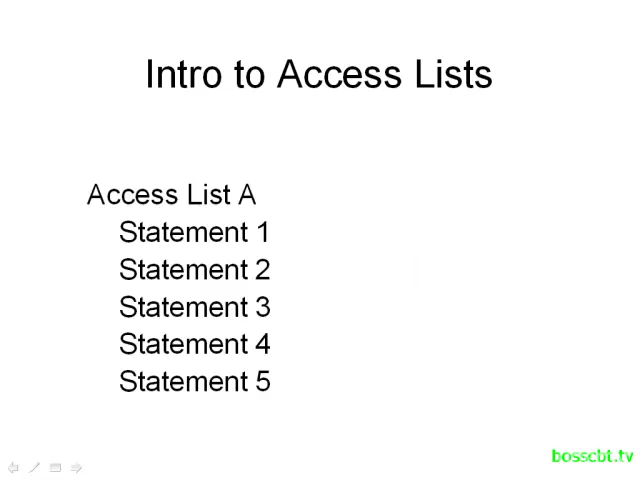 Intro to Access Lists
Access List A
Statement 1
Statement 2
Statement 3
Statement 4
Statement 5
bosscbt.tv